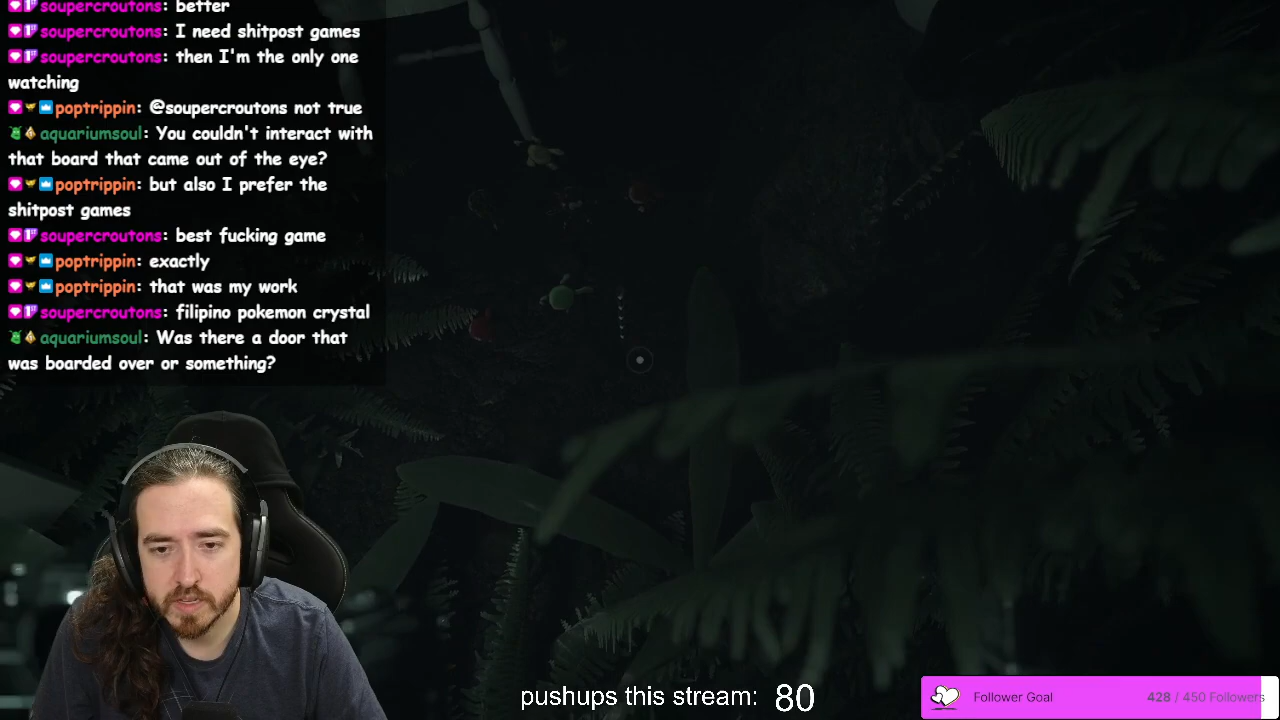 soupercroutons: better
soupercroutons: I need shitpost games
soupercroutons: then I'm the only one
watching
poptrippin: @soupercroutons not true
aquariumsoul: You couldn't interact with
that board that came out of the eye?
poptrippin: but also I prefer the
shitpost games
soupercroutons: best fucking game
poptrippin: exactly
poptrippin: that was my work
soupercroutons: filipino pokemon crystal
aquariumsoul: Was there a door that
was boarded over or something?
pushups this stream: 80
Follower Goal 428 / 450 Followers